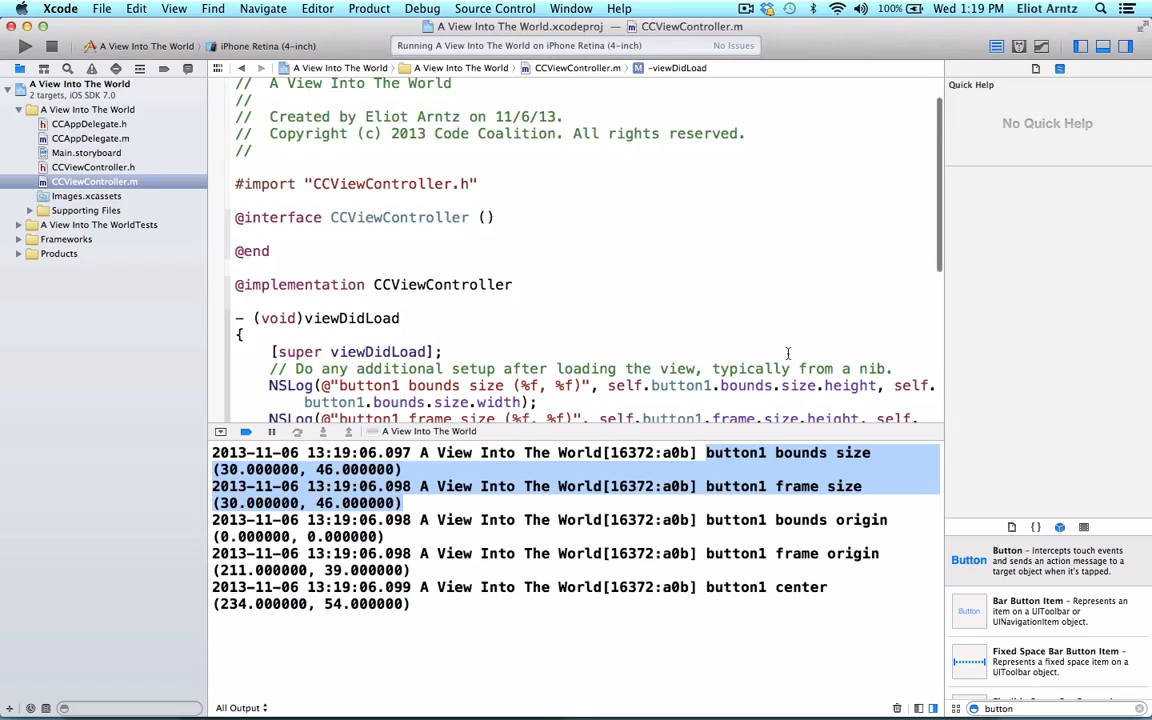 Xcode File Edit View Find Navigate Editor Product Debug Source Control Window Help 100% Wed 1:19 PM Eliot Arntz
A View Into The World.xcodeproj — CCViewController.m
A View Into The World iPhone Retina (4-inch) Running A View Into The World on iPhone Retina (4-inch) No Issues
A View Into The World A View Into The World CCViewController.m M -viewDidLoad
A View Into The World
2 targets, iOS SDK 7.0
A View Into The World
CCAppDelegate.h
CCAppDelegate.m
Main.storyboard
CCViewController.h
CCViewController.m
Images.xcassets
Supporting Files
A View Into The WorldTests
Frameworks
Products
// A View Into The World
//
// Created by Eliot Arntz on 11/6/13.
// Copyright (c) 2013 Code Coalition. All rights reserved.
//
#import "CCViewController.h"
@interface CCViewController ()
@end
@implementation CCViewController
- (void)viewDidLoad
{
[super viewDidLoad];
// Do any additional setup after loading the view, typically from a nib.
NSLog(@"button1 bounds size (%f, %f)", self.button1.bounds.size.height, self.
button1.bounds.size.width);
NSLog(@"button1 frame size (%f, %f)", self.button1.frame.size.height, self.
A View Into The World
2013-11-06 13:19:06.097 A View Into The World[16372:a0b] button1 bounds size
(30.000000, 46.000000)
2013-11-06 13:19:06.098 A View Into The World[16372:a0b] button1 frame size
(30.000000, 46.000000)
2013-11-06 13:19:06.098 A View Into The World[16372:a0b] button1 bounds origin
(0.000000, 0.000000)
2013-11-06 13:19:06.098 A View Into The World[16372:a0b] button1 frame origin
(211.000000, 39.000000)
2013-11-06 13:19:06.099 A View Into The World[16372:a0b] button1 center
(234.000000, 54.000000)
All Output
Quick Help
No Quick Help
{ }
Button
Button - Intercepts touch events
and sends an action message to a
target object when it's tapped.
Button
Bar Button Item - Represents an
item on a UIToolbar or
UINavigationItem object.
Fixed Space Bar Button Item -
Represents a fixed space item on a
UIToolbar object.
button